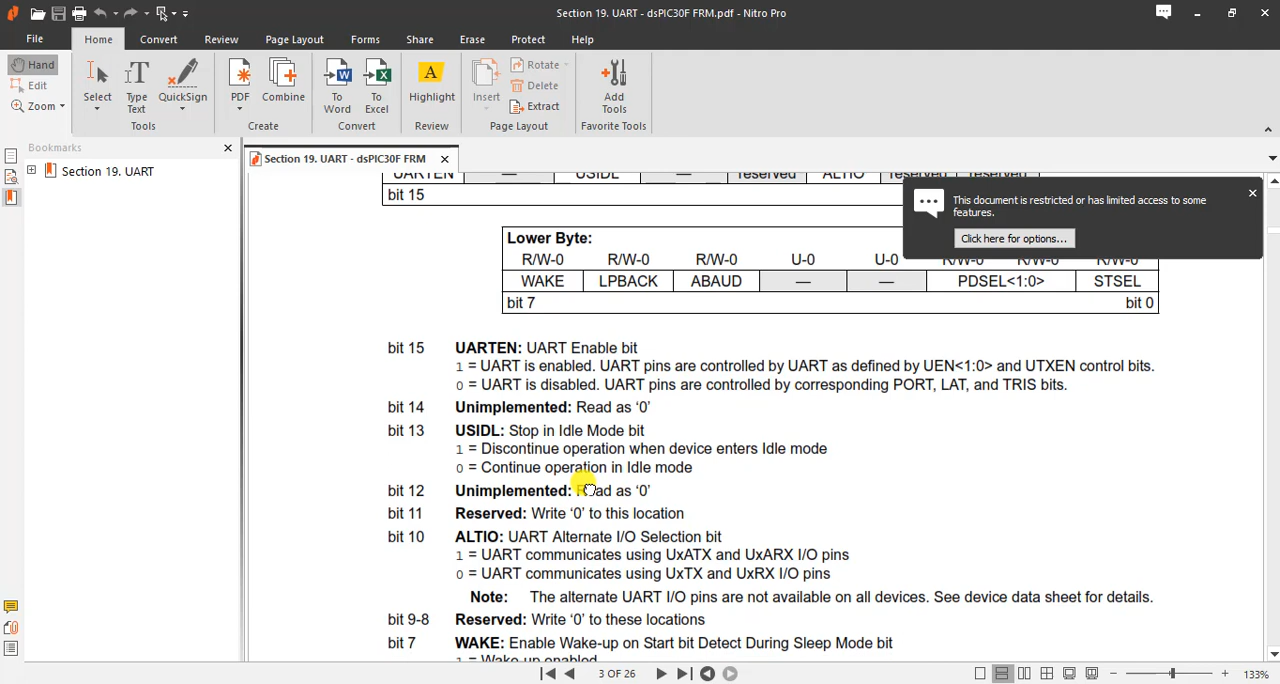 Section 19. UART - dsPIC30F FRM.pdf - Nitro Pro
File Home Convert Review Page Layout Forms Share Erase Protect Help
Hand
Edit
Zoom
Select
Type Text
QuickSign
PDF
Combine
To Word
To Excel
Highlight
Insert
Rotate
Delete
Extract
Add Tools
Tools Create Convert Review Page Layout Favorite Tools
Bookmarks
Section 19. UART
Section 19. UART - dsPIC30F FRM
UARTEN — USIDL — reserved ALTIO reserved reserved
bit 15
This document is restricted or has limited access to some
features.
Click here for options...
Lower Byte:
R/W-0 R/W-0 R/W-0 U-0 U-0 R/W-0 R/W-0 R/W-0
WAKE LPBACK ABAUD — — PDSEL<1:0> STSEL
bit 7 bit 0
bit 15 UARTEN: UART Enable bit
1 = UART is enabled. UART pins are controlled by UART as defined by UEN<1:0> and UTXEN control bits.
0 = UART is disabled. UART pins are controlled by corresponding PORT, LAT, and TRIS bits.
bit 14 Unimplemented: Read as ‘0’
bit 13 USIDL: Stop in Idle Mode bit
1 = Discontinue operation when device enters Idle mode
0 = Continue operation in Idle mode
bit 12 Unimplemented: Read as ‘0’
bit 11 Reserved: Write ‘0’ to this location
bit 10 ALTIO: UART Alternate I/O Selection bit
1 = UART communicates using UxATX and UxARX I/O pins
0 = UART communicates using UxTX and UxRX I/O pins
Note: The alternate UART I/O pins are not available on all devices. See device data sheet for details.
bit 9-8 Reserved: Write ‘0’ to these locations
bit 7 WAKE: Enable Wake-up on Start bit Detect During Sleep Mode bit
1 = Wake-up enabled
3 OF 26
133%